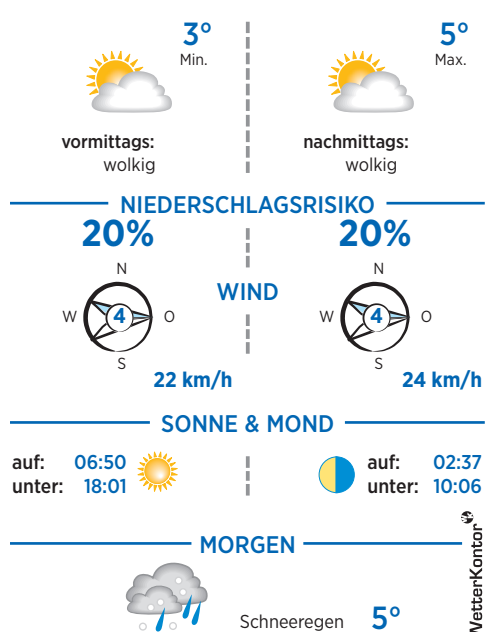 3°
Min.
5°
Max.
vormittags:
wolkig
nachmittags:
wolkig
NIEDERSCHLAGSRISIKO
20%
20%
WIND
N
W 4 O
S
22 km/h
N
W 4 O
S
24 km/h
SONNE & MOND
auf: 06:50
unter: 18:01
auf: 02:37
unter: 10:06
MORGEN
Schneeregen 5°
WetterKontor